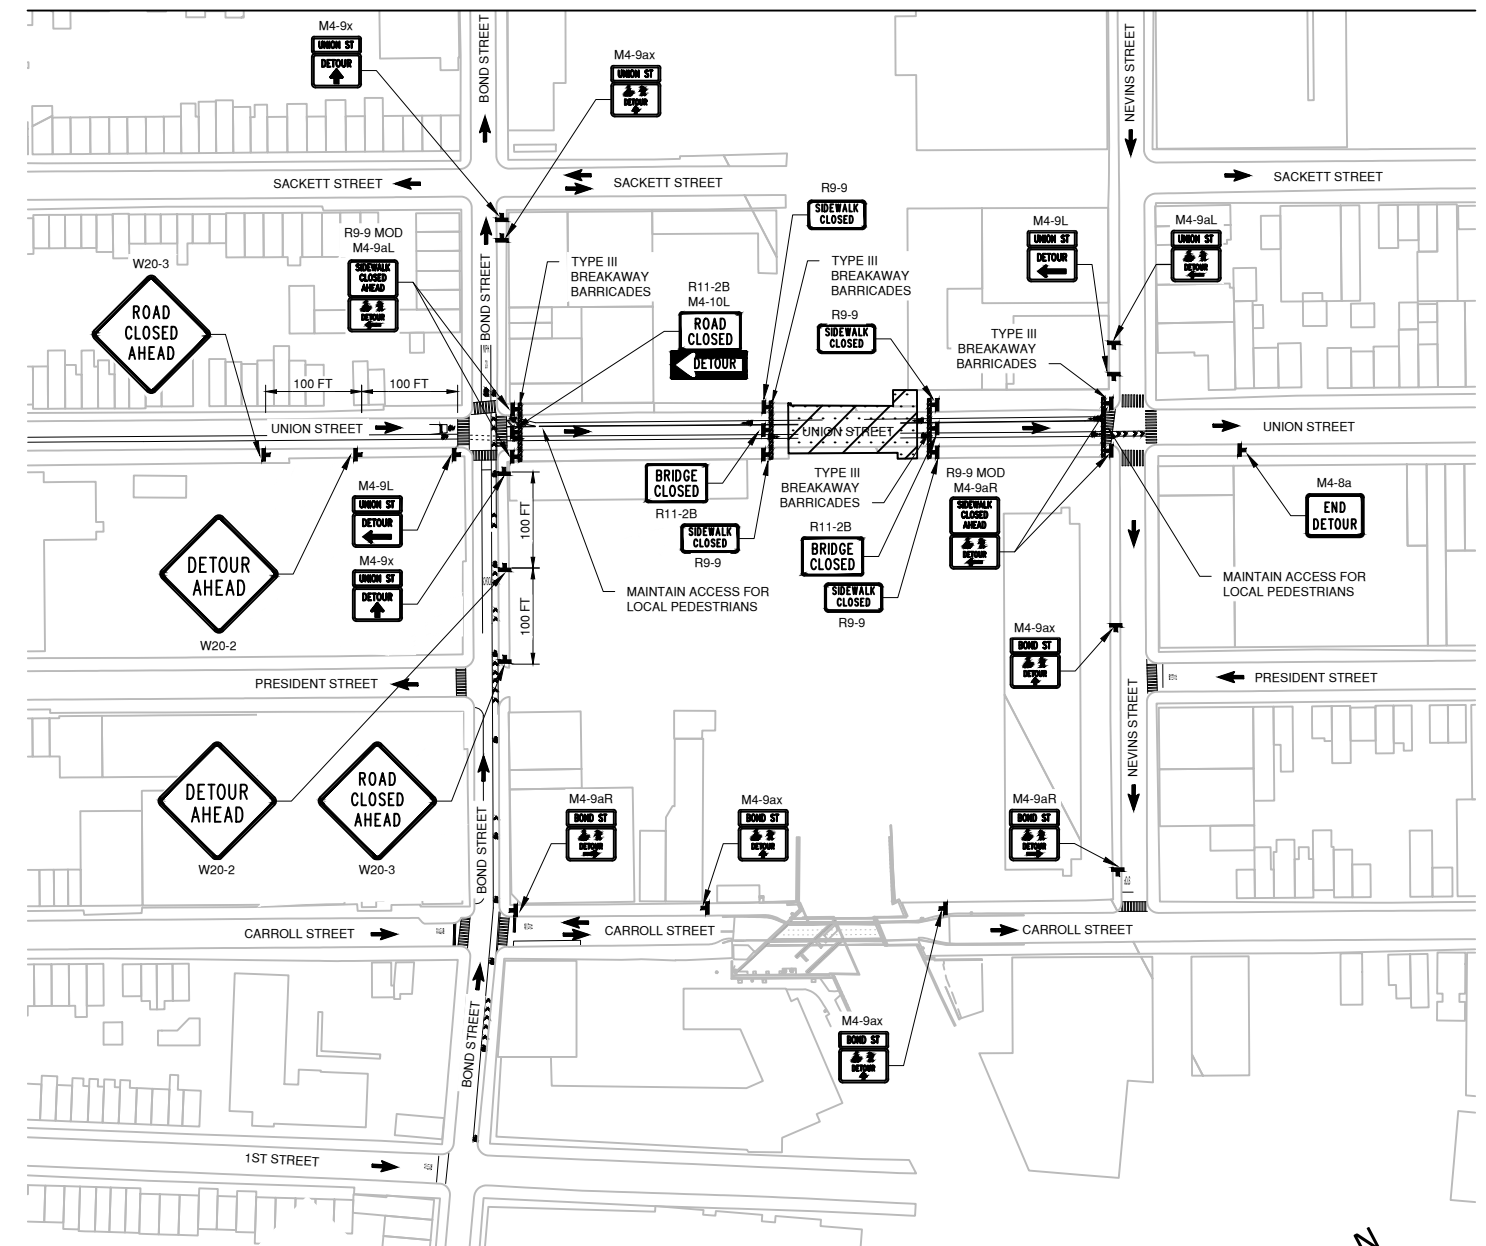 M4-9x
UNION ST
DETOUR
M4-9ax
UNION ST
DETOUR
BOND STREET
NEVINS STREET
SACKETT STREET
SACKETT STREET
SACKETT STREET
R9-9
SIDEWALK
CLOSED
W20-3
ROAD
CLOSED
AHEAD
R9-9 MOD
M4-9aL
SIDEWALK
CLOSED
AHEAD
DETOUR
BOND STREET
TYPE III
BREAKAWAY
BARRICADES
R11-2B
M4-10L
ROAD
CLOSED
DETOUR
TYPE III
BREAKAWAY
BARRICADES
R9-9
SIDEWALK
CLOSED
TYPE III
BREAKAWAY
BARRICADES
M4-9L
UNION ST
DETOUR
M4-9aL
UNION ST
DETOUR
100 FT
100 FT
UNION STREET
UNION STREET
UNION STREET
M4-9L
UNION ST
DETOUR
M4-9x
UNION ST
DETOUR
DETOUR
AHEAD
W20-2
100 FT
100 FT
BRIDGE
CLOSED
R11-2B
SIDEWALK
CLOSED
R9-9
TYPE III
BREAKAWAY
BARRICADES
R11-2B
BRIDGE
CLOSED
SIDEWALK
CLOSED
R9-9
R9-9 MOD
M4-9aR
SIDEWALK
CLOSED
AHEAD
DETOUR
M4-8a
END
DETOUR
MAINTAIN ACCESS FOR
LOCAL PEDESTRIANS
MAINTAIN ACCESS FOR
LOCAL PEDESTRIANS
M4-9ax
BOND ST
DETOUR
PRESIDENT STREET
PRESIDENT STREET
NEVINS STREET
DETOUR
AHEAD
W20-2
ROAD
CLOSED
AHEAD
W20-3
BOND STREET
M4-9aR
BOND ST
DETOUR
M4-9ax
BOND ST
DETOUR
M4-9aR
BOND ST
DETOUR
CARROLL STREET
CARROLL STREET
CARROLL STREET
BOND STREET
M4-9ax
BOND ST
DETOUR
1ST STREET
N